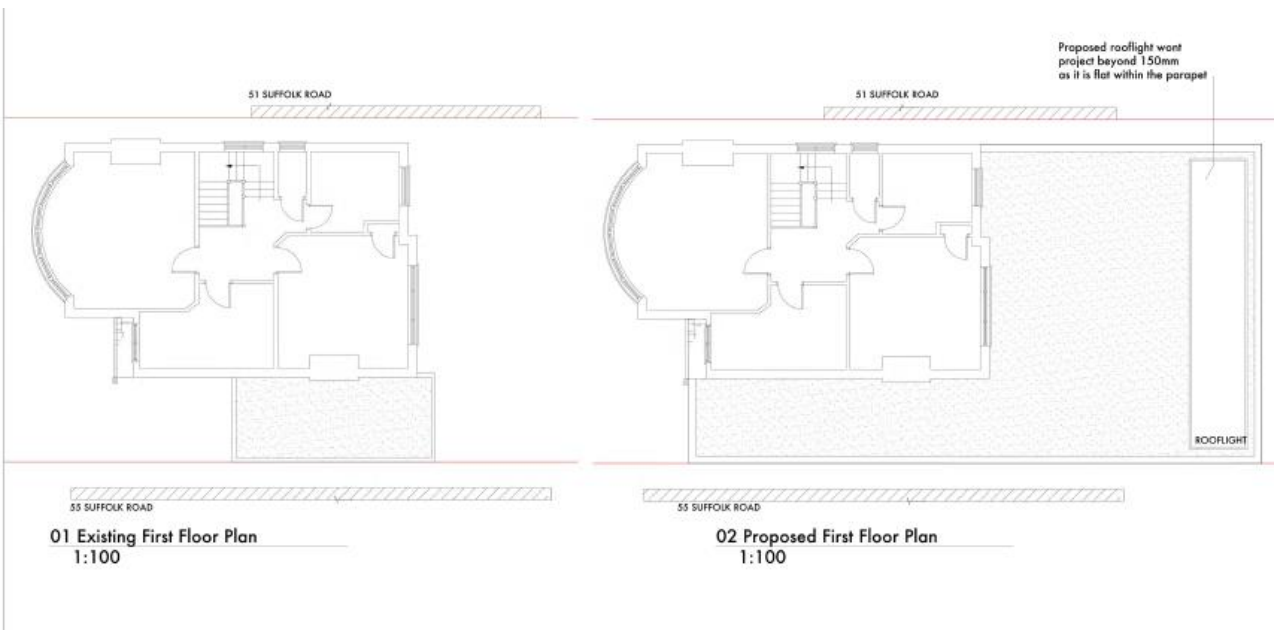 Proposed rooflight wont
project beyond 150mm
as it is flat within the parapet
51 SUFFOLK ROAD
51 SUFFOLK ROAD
ROOFLIGHT
55 SUFFOLK ROAD
55 SUFFOLK ROAD
01 Existing First Floor Plan
1:100
02 Proposed First Floor Plan
1:100